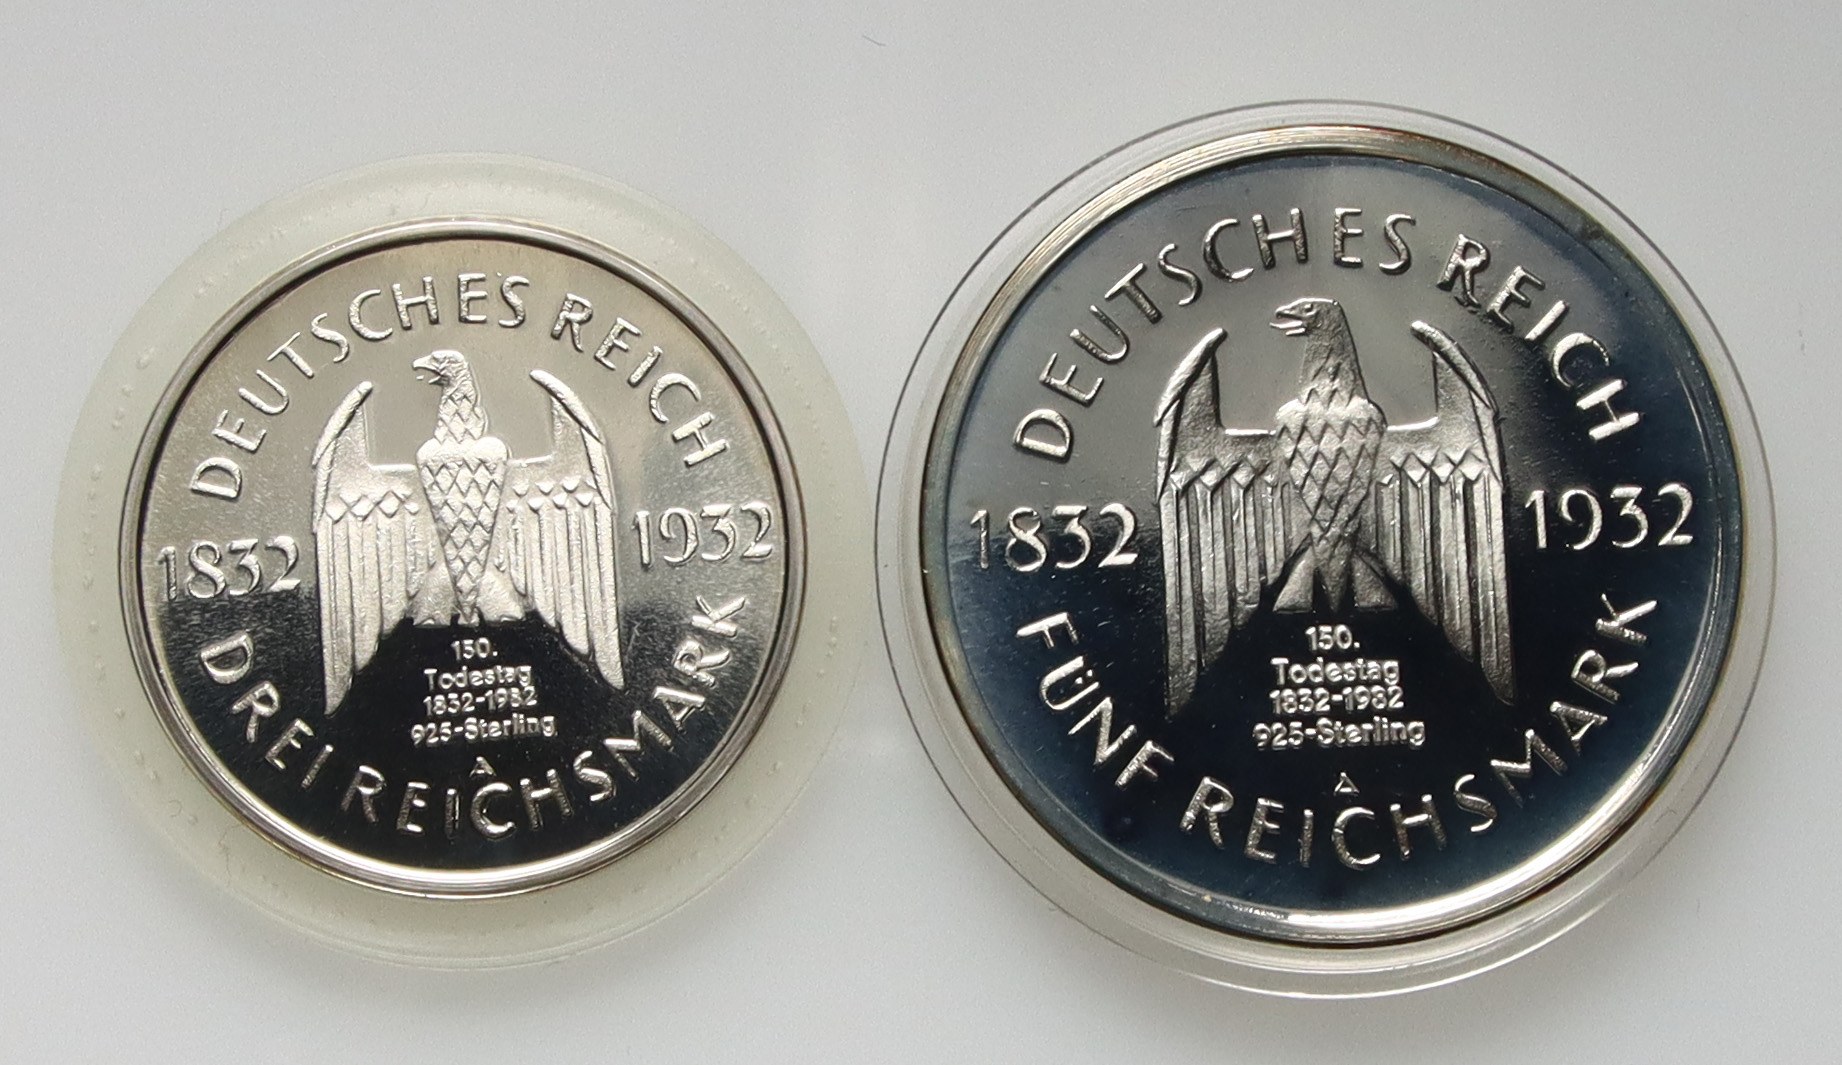 DEUTSCHES REICH
1832 1932
150.
Todestag
1832-1982
925-Sterling
A
DREI REICHSMARK
DEUTSCHES REICH
1832 1932
150.
Todestag
1832-1982
925-Sterling
A
FÜNF REICHSMARK